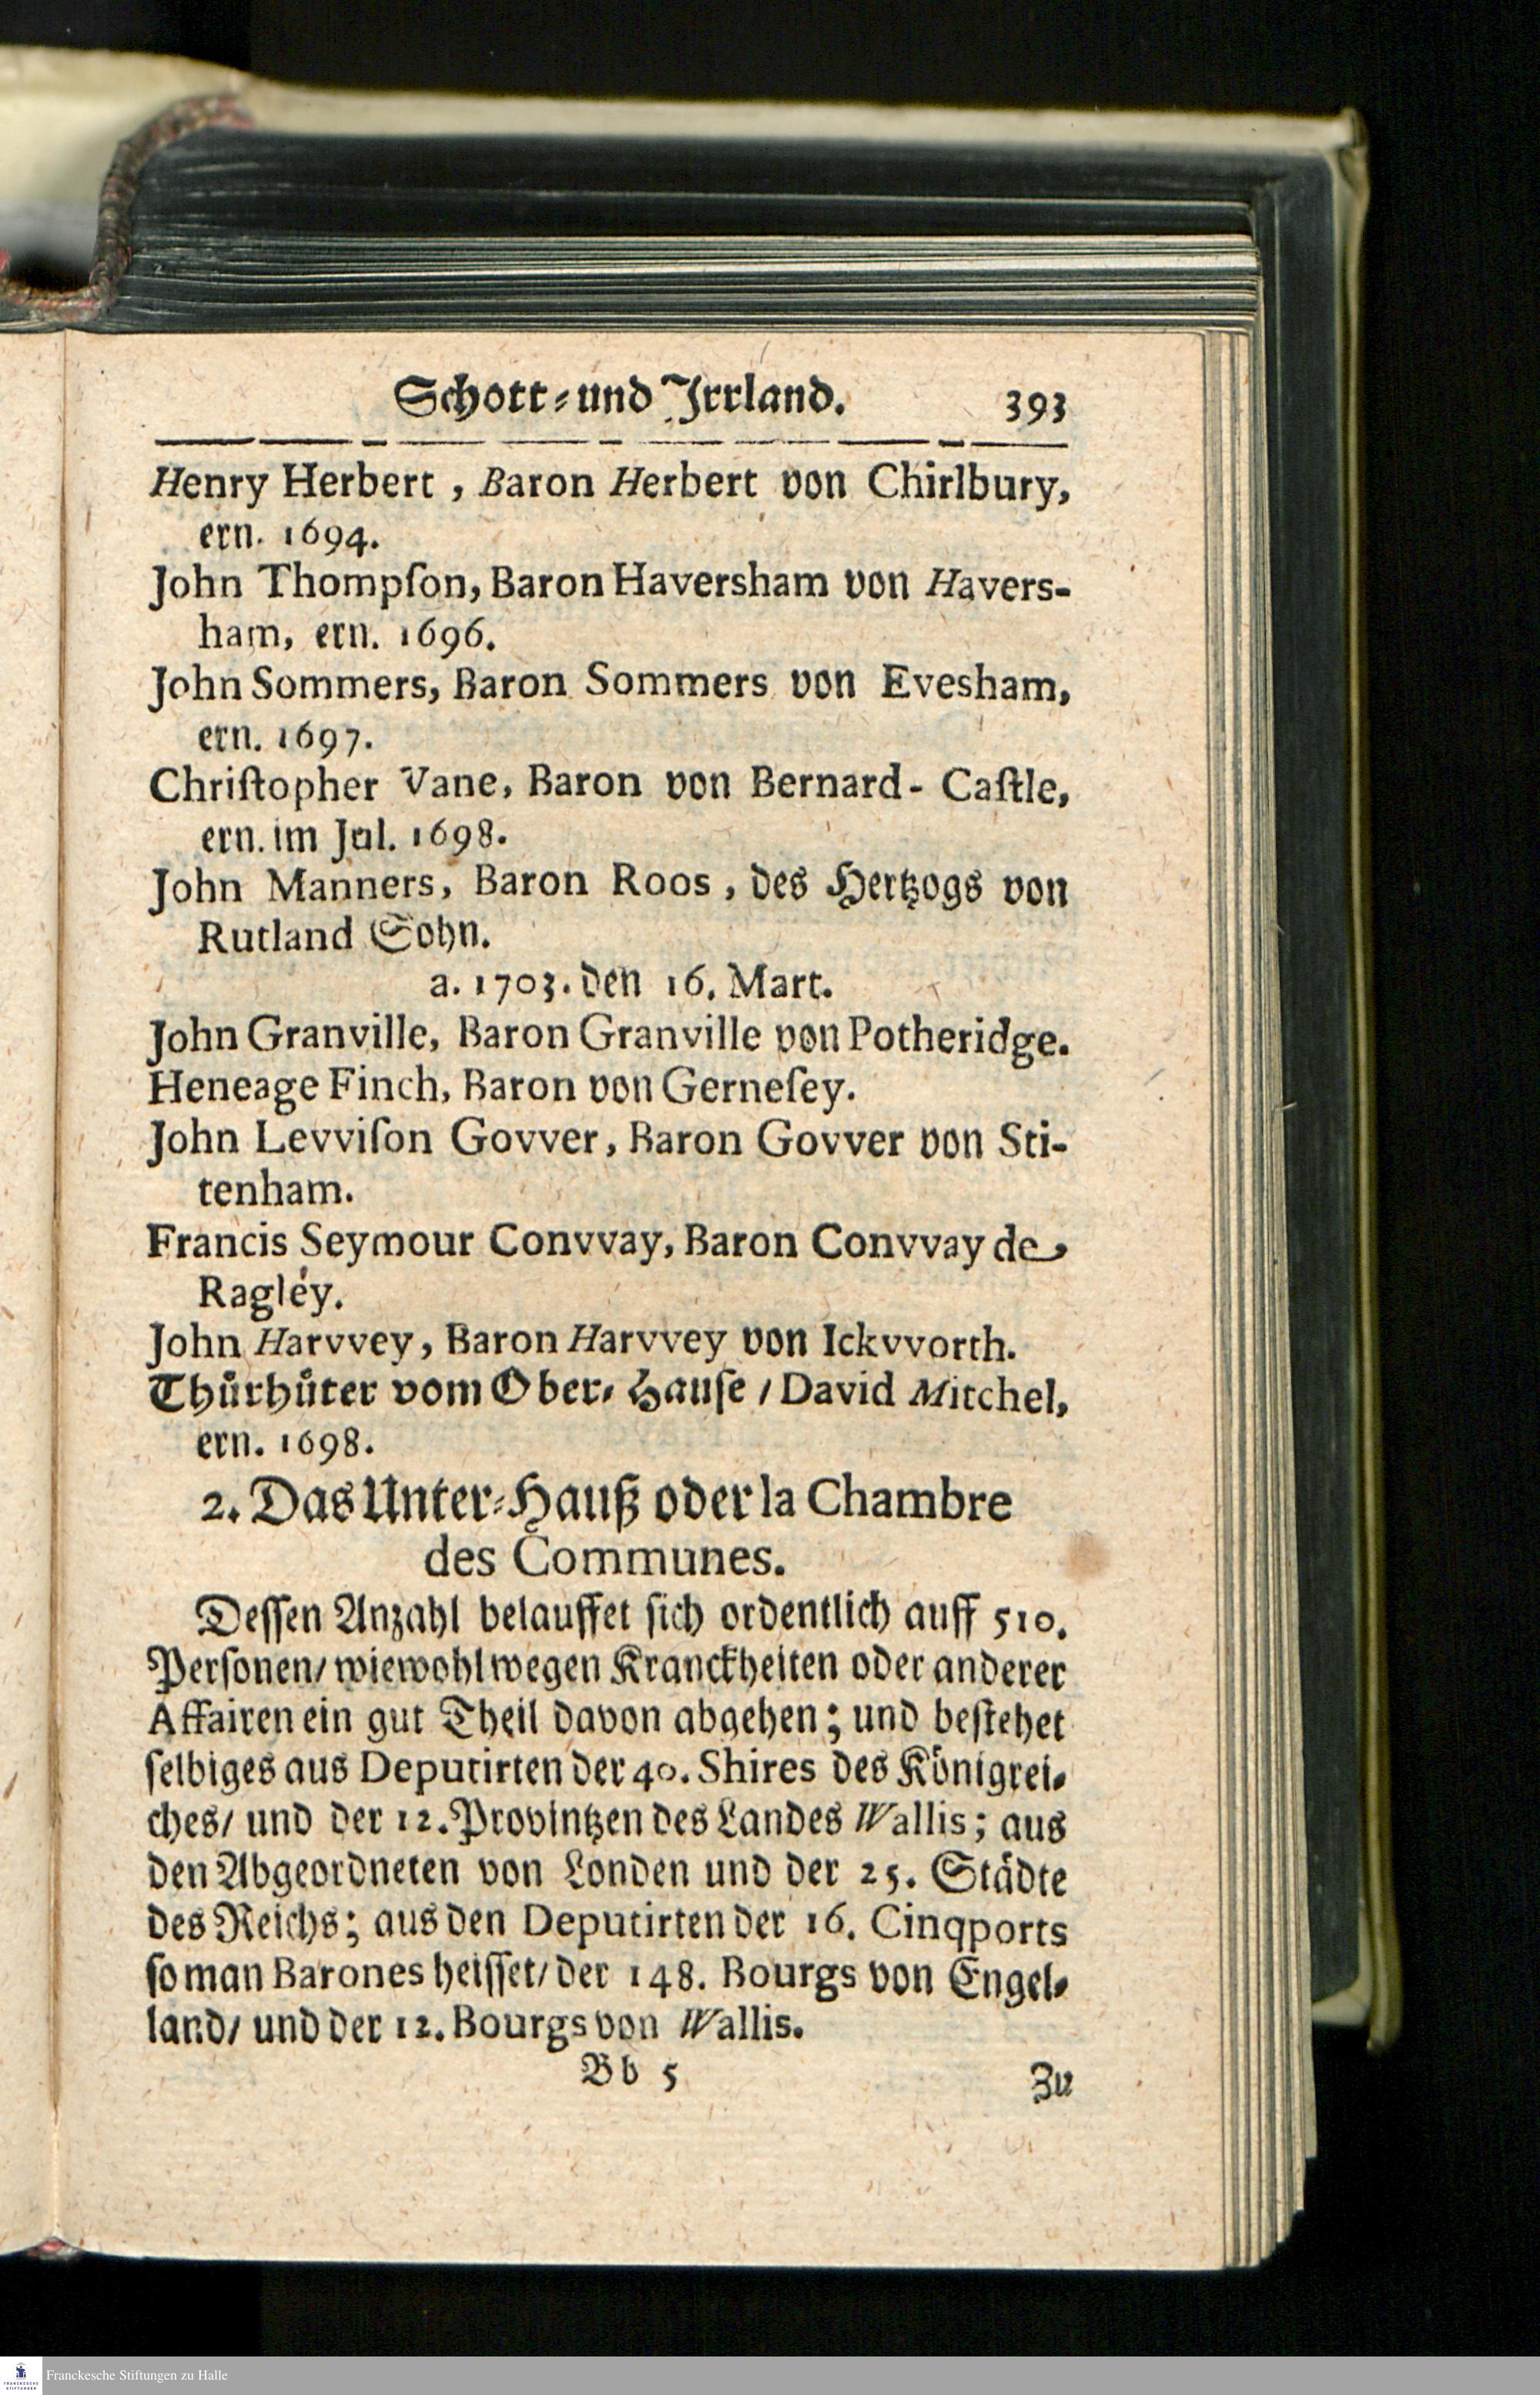 Schott-und Irrland. 393
Henry Herbert, Baron Herbert von Chirlbury,
ern. 1694.
John Thompſon, Baron Haversham von Havers-
ham, ern. 1696.
John Sommers, Baron Sommers von Evesham,
ern. 1697.
Chriſtopher Vane, Baron von Bernard-Caſtle,
ern. im Jul. 1698.
John Manners, Baron Roos, des Hertzogs von
Rutland Sohn.
a. 1703. den 16. Mart.
John Granville, Baron Granville von Potheridge.
Heneage Finch, Baron von Gerneſey.
John Levviſon Govver, Baron Govver von Sti-
tenham.
Francis Seymour Convvay, Baron Convvay de
Ragley.
John Harvvey, Baron Harvvey von Ickvvorth.
Thuͤrhuͤter vom Ober-Hauſe / David Mitchel,
ern. 1698.
2. Das Unter-Hauß oder la Chambre
des Communes.
Deſſen Anzahl belauffet ſich ordentlich auff 510.
Perſonen/ wiewohl wegen Kranckheiten oder anderer
Affairen ein gut Theil davon abgehen; und beſtehet
ſelbiges aus Deputirten der 40. Shires des Koͤnigrei-
ches/ und der 12. Provintzen des Landes Wallis; aus
den Abgeordneten von Londen und der 25. Staͤdte
des Reichs; aus den Deputirten der 16. Cinqports
ſo man Barones heiſſet/ der 148. Bourgs von Engel-
land/ und der 12. Bourgs von Wallis.
Bb 5 Zu
Franckesche Stiftungen zu Halle
FRANCKESCHE
STIFTUNGEN